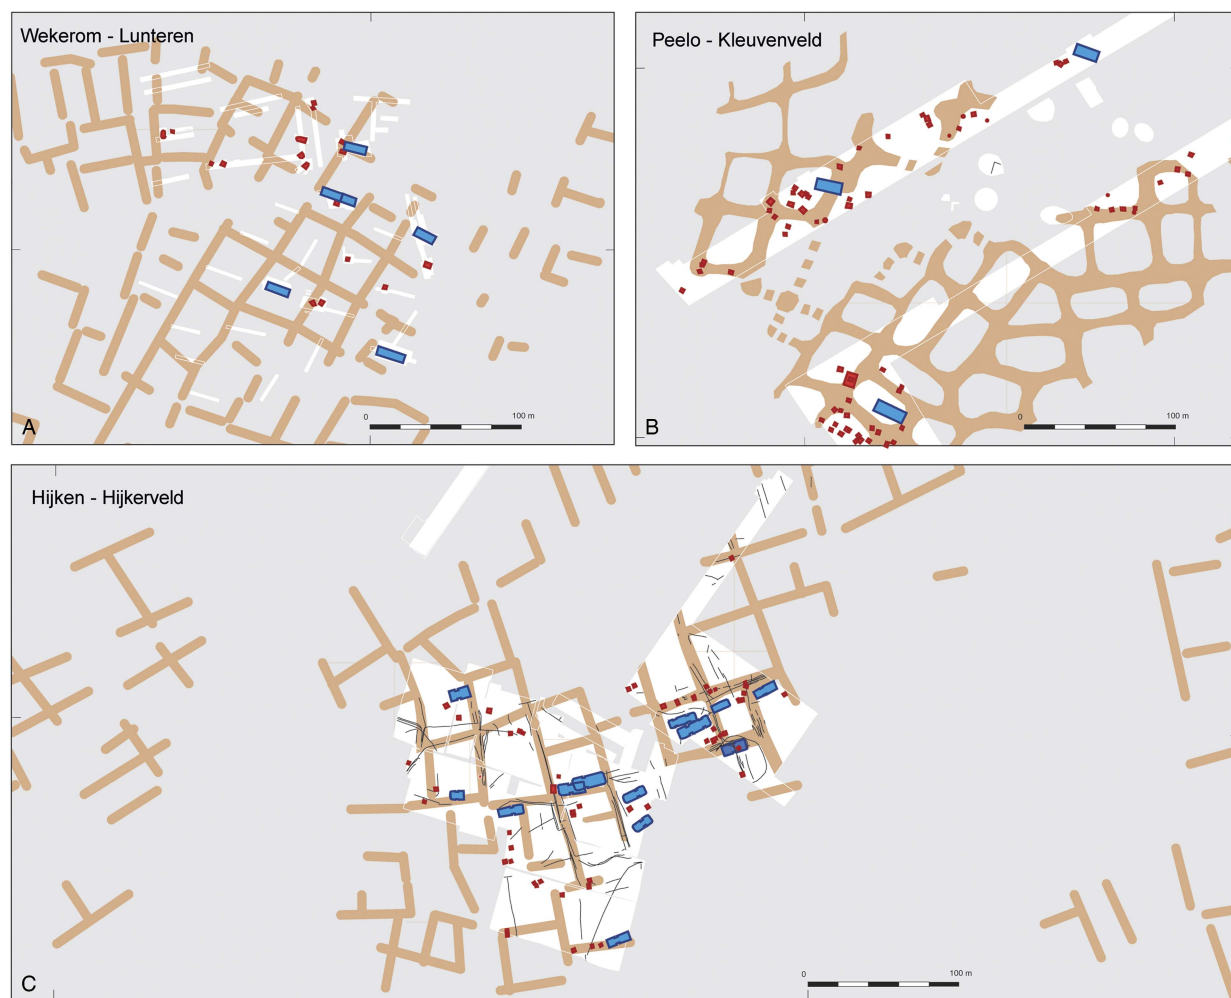 Wekerom - Lunteren
A
0
100 m
Peelo - Kleuvenveld
B
0
100 m
Hijken - Hijkerveld
C
0
100 m